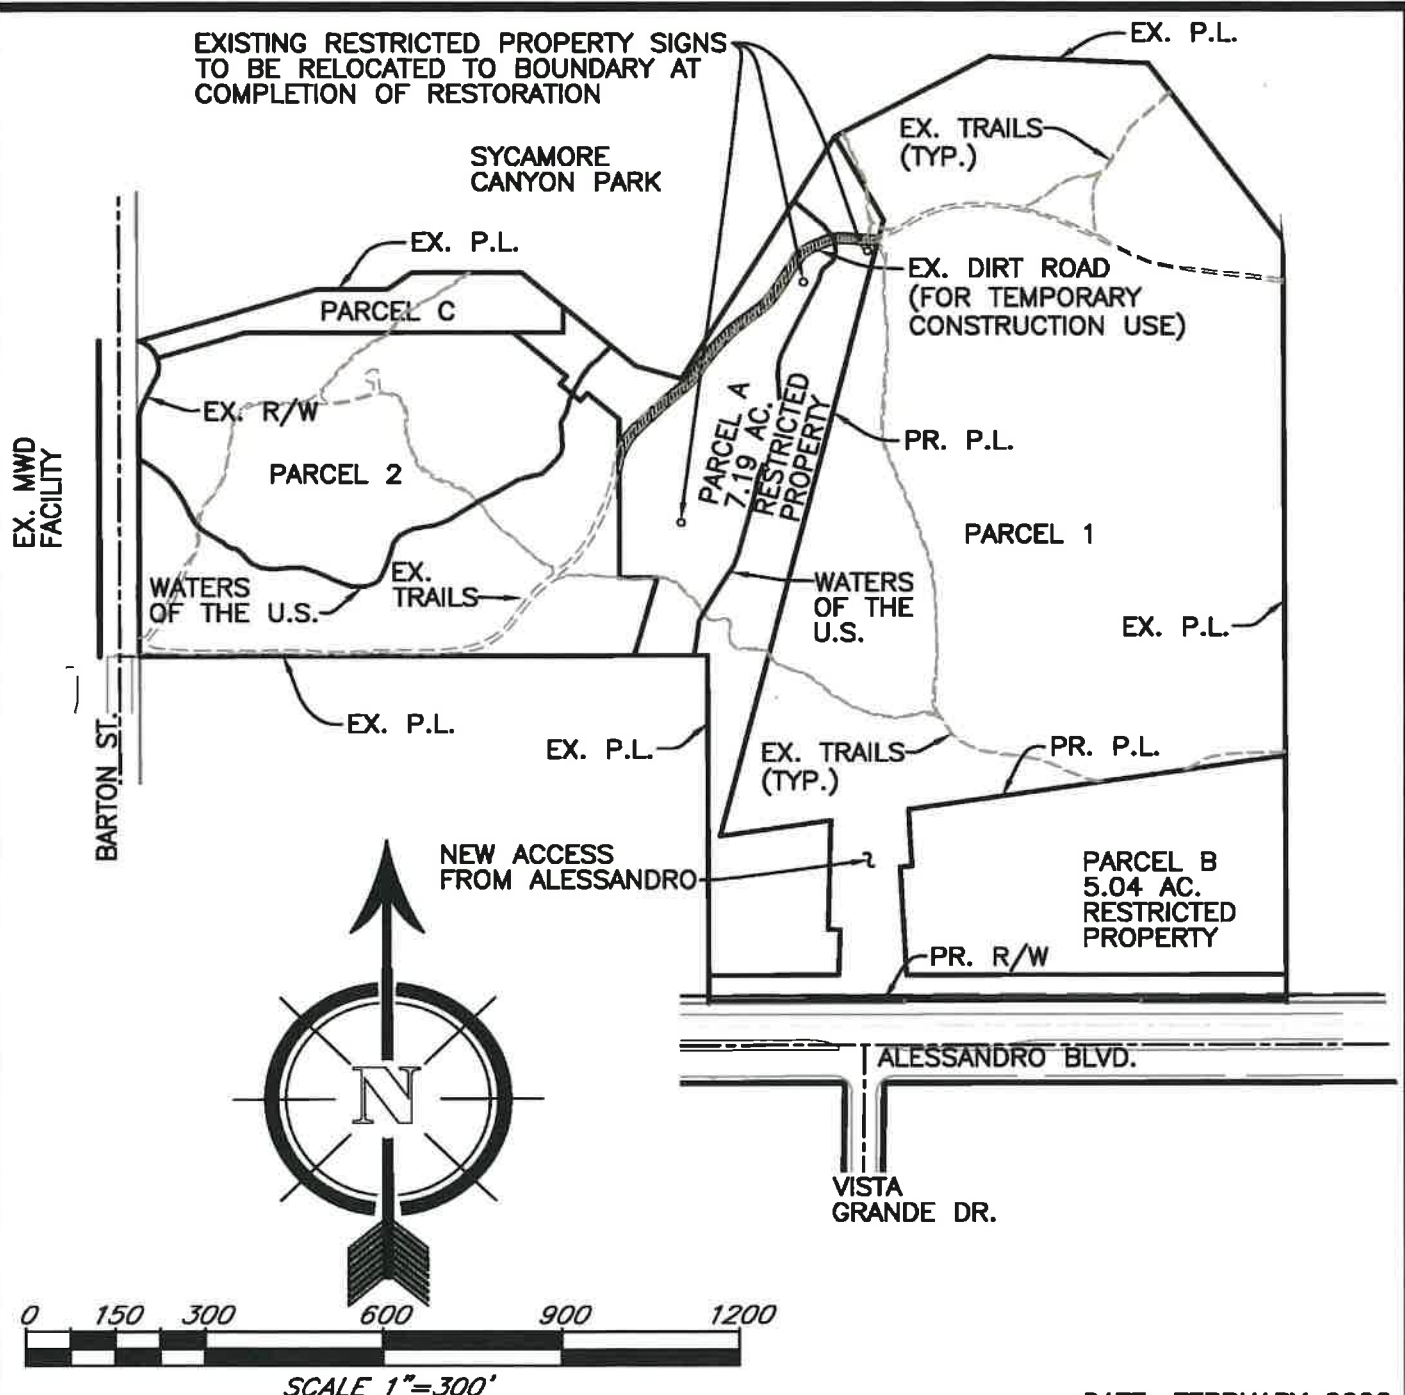 EXISTING RESTRICTED PROPERTY SIGNS
TO BE RELOCATED TO BOUNDARY AT
COMPLETION OF RESTORATION
EX. P.L.
EX. TRAILS
(TYP.)
SYCAMORE
CANYON PARK
EX. P.L.
PARCEL C
EX. DIRT ROAD
(FOR TEMPORARY
CONSTRUCTION USE)
EX. R/W
PARCEL A
7.19 AC.
RESTRICTED
PROPERTY
PR. P.L.
EX. MWD
FACILITY
PARCEL 2
PARCEL 1
WATERS
OF THE U.S.
EX.
TRAILS
WATERS
OF THE
U.S.
EX. P.L.
EX. P.L.
EX. P.L.
EX. TRAILS
(TYP.)
PR. P.L.
BARTON ST.
NEW ACCESS
FROM ALESSANDRO
PARCEL B
5.04 AC.
RESTRICTED
PROPERTY
PR. R/W
ALESSANDRO BLVD.
N
VISTA
GRANDE DR.
0 150 300 600 900 1200
SCALE 1"=300'